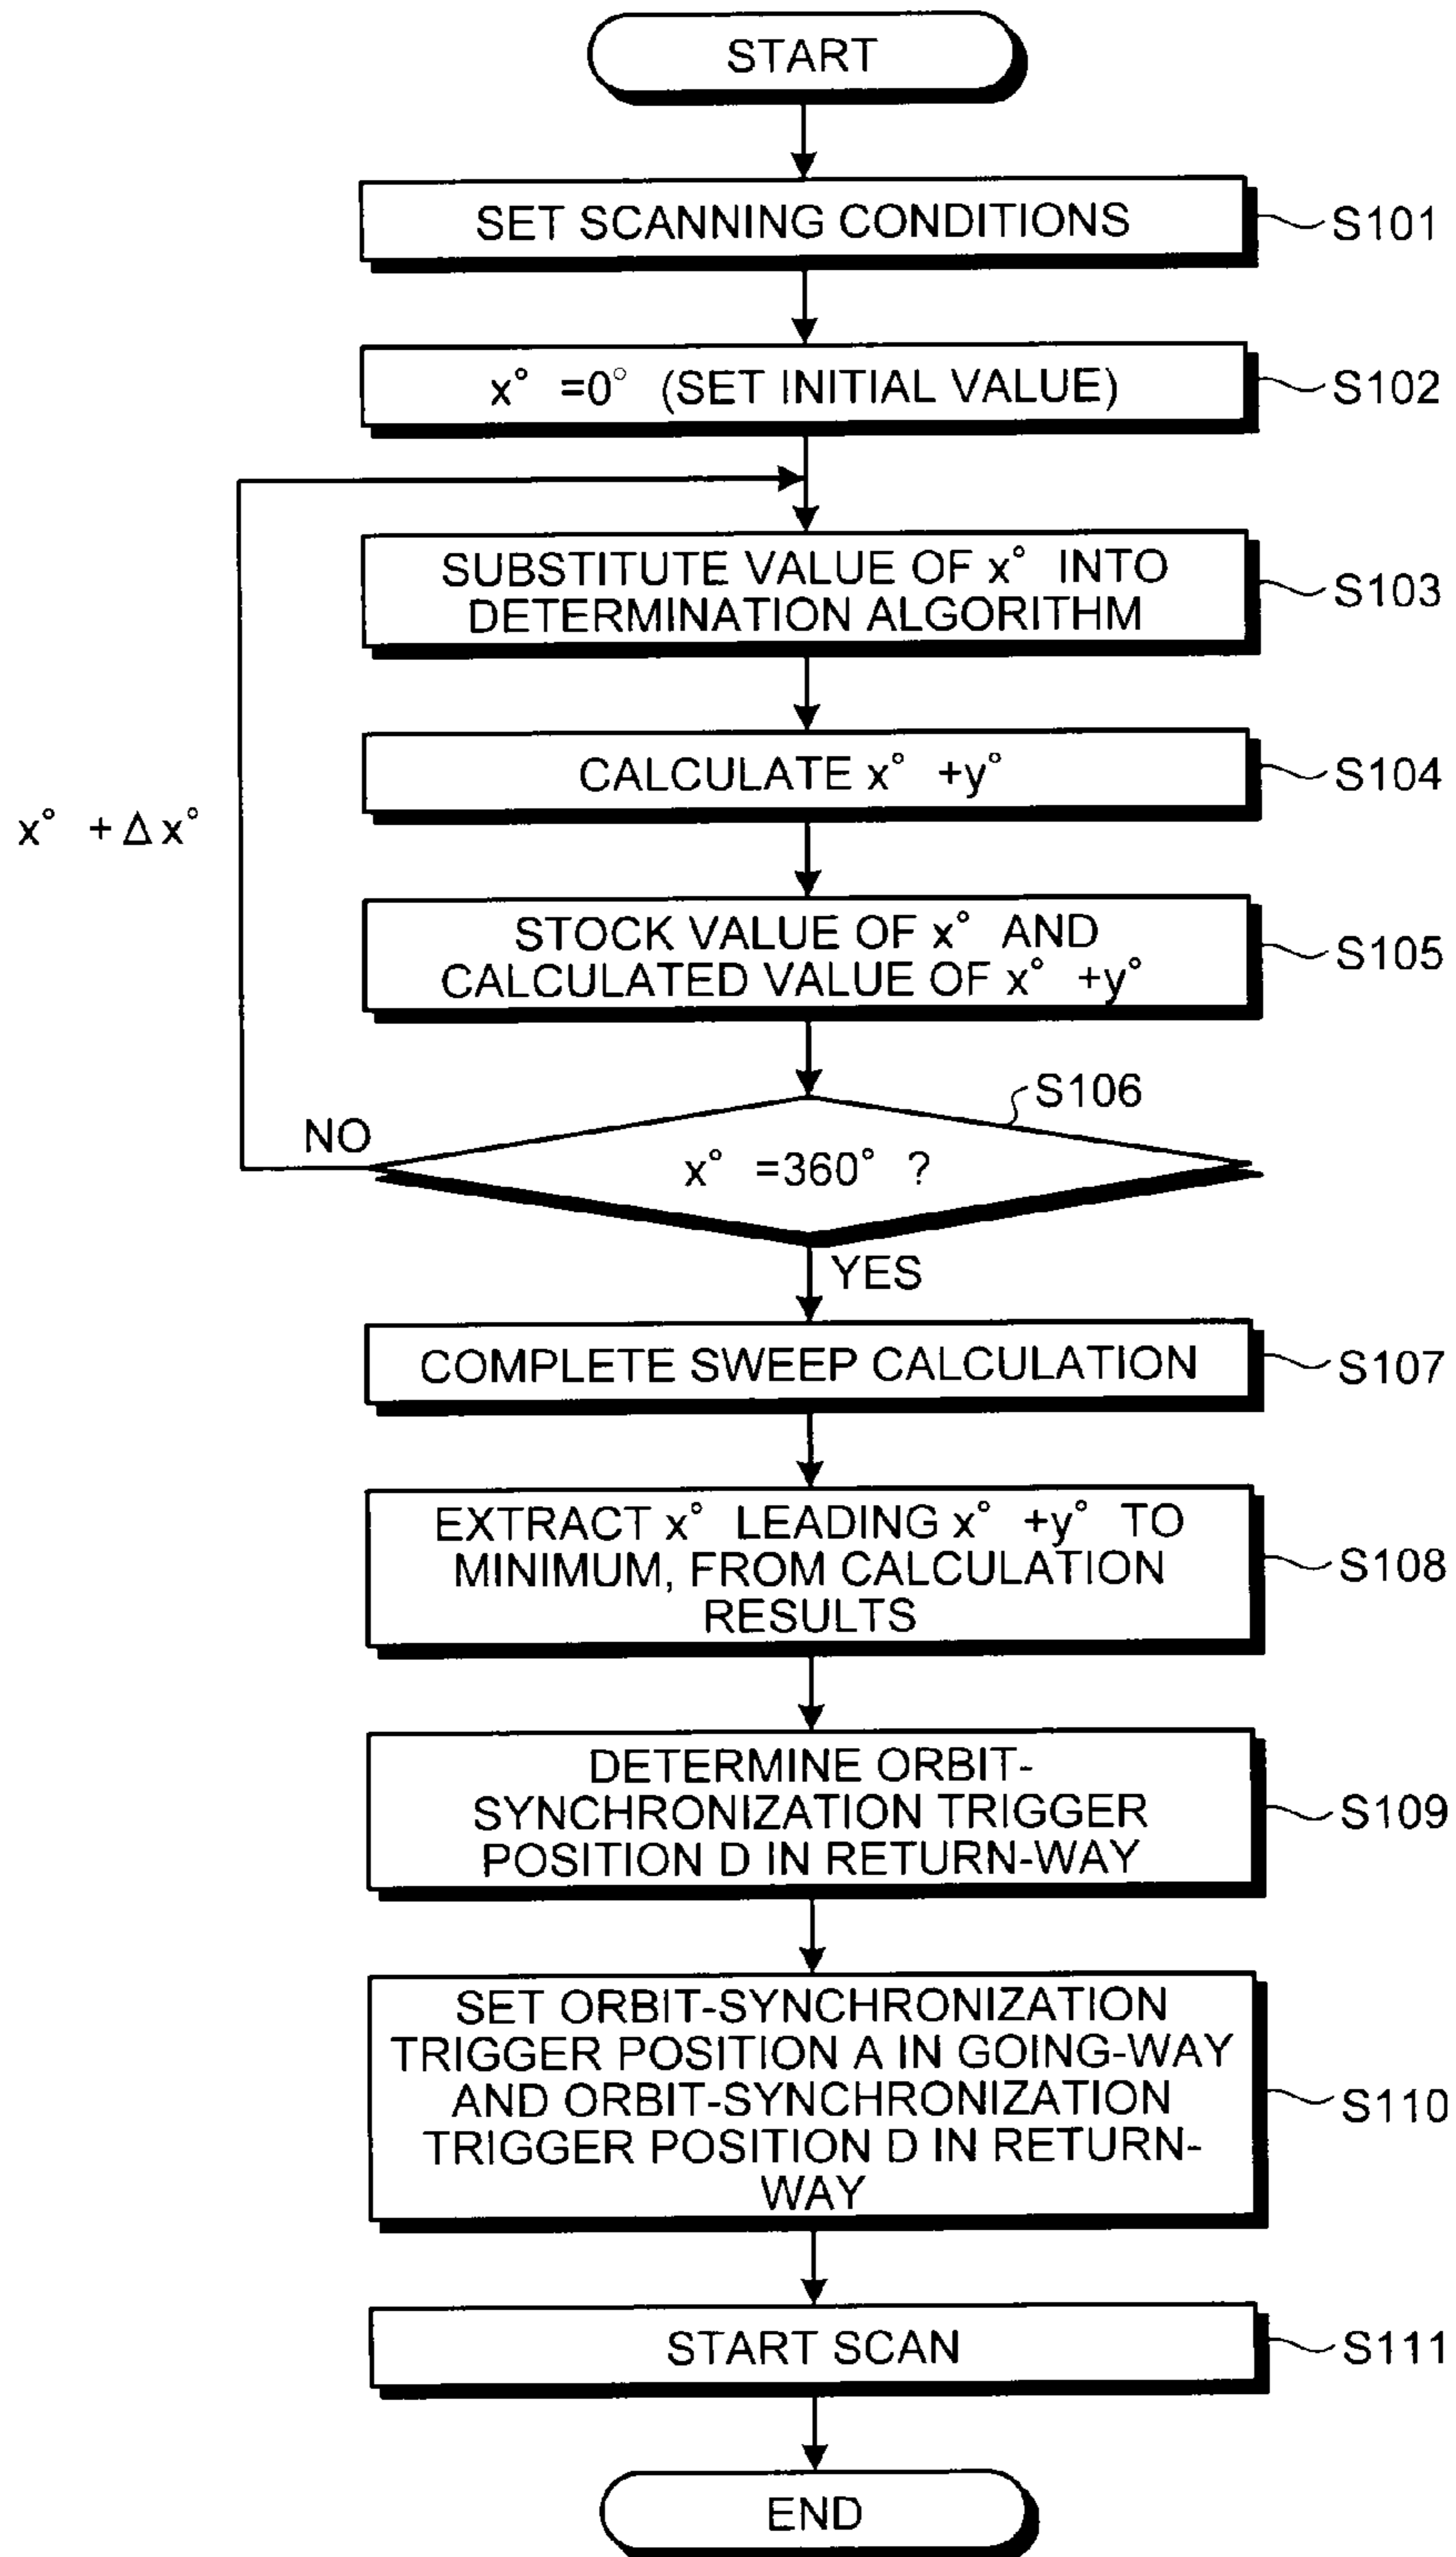 START
SET SCANNING CONDITIONS
S101
x° =0° (SET INITIAL VALUE)
S102
SUBSTITUTE VALUE OF x° INTO
DETERMINATION ALGORITHM
S103
CALCULATE x° +y°
S104
x° +Δx°
STOCK VALUE OF x° AND
CALCULATED VALUE OF x° +y°
S105
S106
NO
x° =360° ?
YES
COMPLETE SWEEP CALCULATION
S107
EXTRACT x° LEADING x° +y° TO
MINIMUM, FROM CALCULATION
RESULTS
S108
DETERMINE ORBIT-
SYNCHRONIZATION TRIGGER
POSITION D IN RETURN-WAY
S109
SET ORBIT-SYNCHRONIZATION
TRIGGER POSITION A IN GOING-WAY
AND ORBIT-SYNCHRONIZATION
TRIGGER POSITION D IN RETURN-
WAY
S110
START SCAN
S111
END